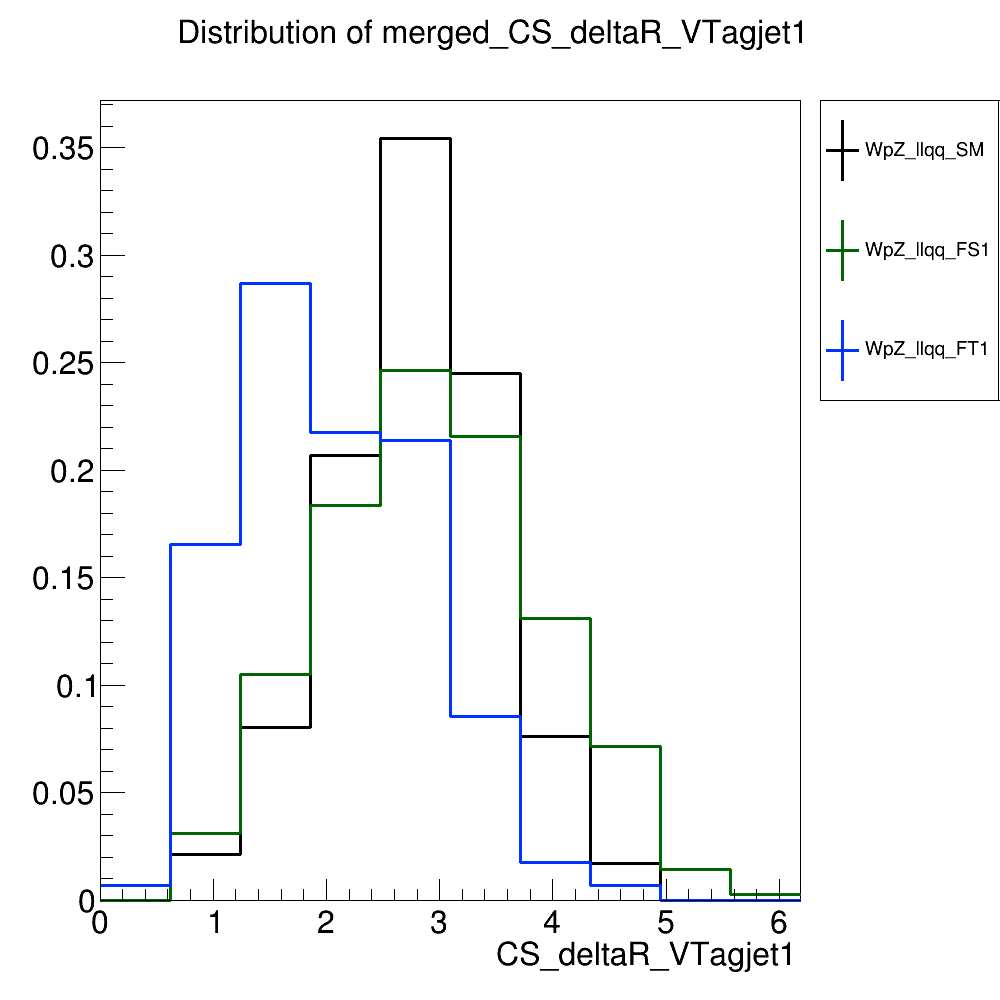 Distribution of merged_CS_deltaR_VTagjet1
WpZ_llqq_SM
WpZ_llqq_FS1
WpZ_llqq_FT1
0.35
0.3
0.25
0.2
0.15
0.1
0.05
0
0 1 2 3 4 5 6
CS_deltaR_VTagjet1